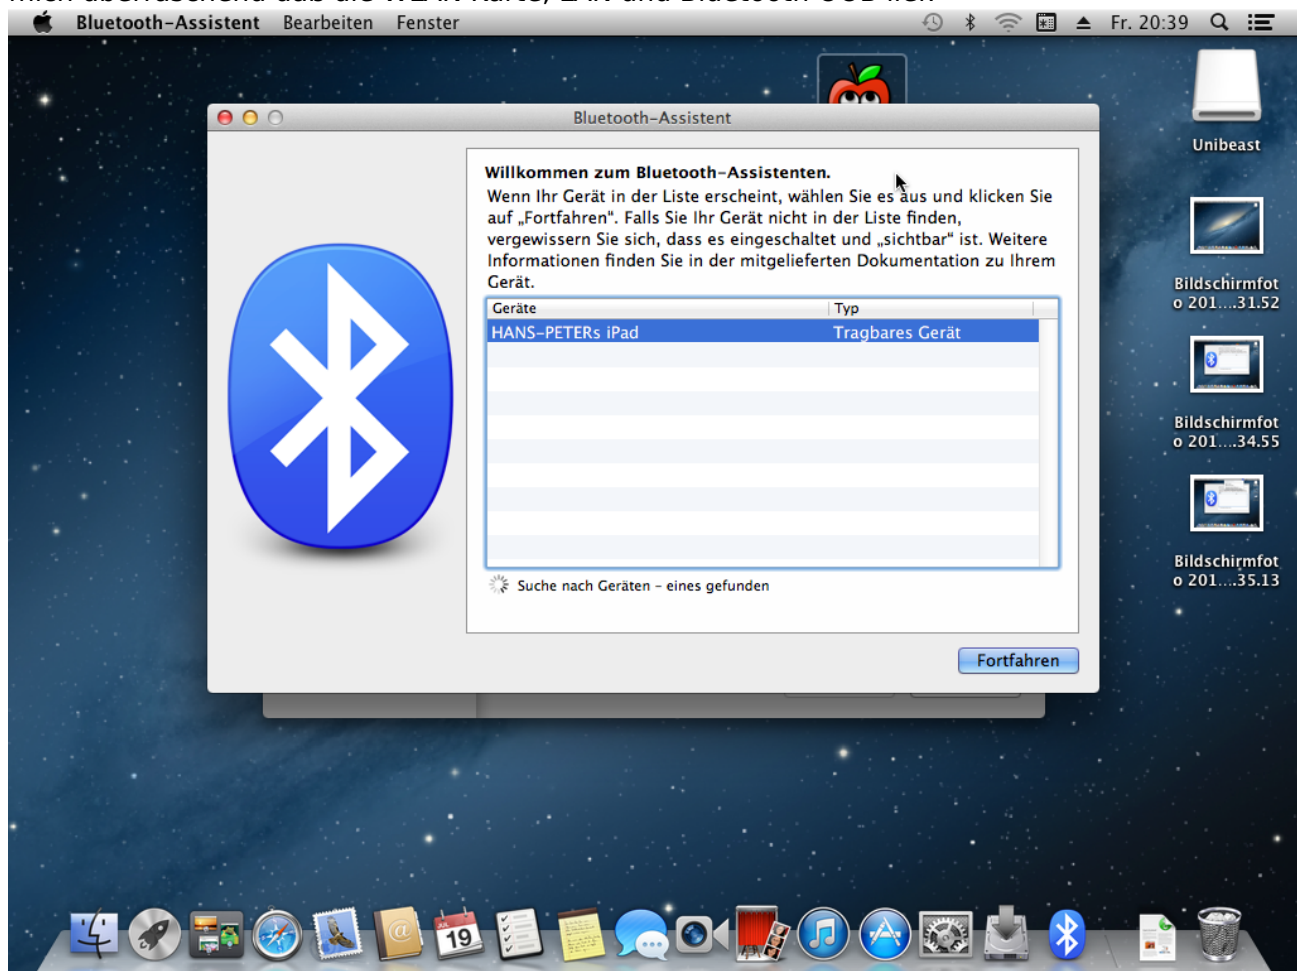 Bluetooth-Assistent Bearbeiten Fenster Fr. 20:39
Bluetooth-Assistent
Willkommen zum Bluetooth-Assistenten.
Wenn Ihr Gerät in der Liste erscheint, wählen Sie es aus und klicken Sie
auf „Fortfahren“. Falls Sie Ihr Gerät nicht in der Liste finden,
vergewissern Sie sich, dass es eingeschaltet und „sichtbar“ ist. Weitere
Informationen finden Sie in der mitgelieferten Dokumentation zu Ihrem
Gerät.
Geräte Typ
HANS-PETERs iPad Tragbares Gerät
Suche nach Geräten – eines gefunden
Fortfahren
Unibeast
Bildschirmfot
o 201....31.52
Bildschirmfot
o 201....34.55
Bildschirmfot
o 201....35.13
19